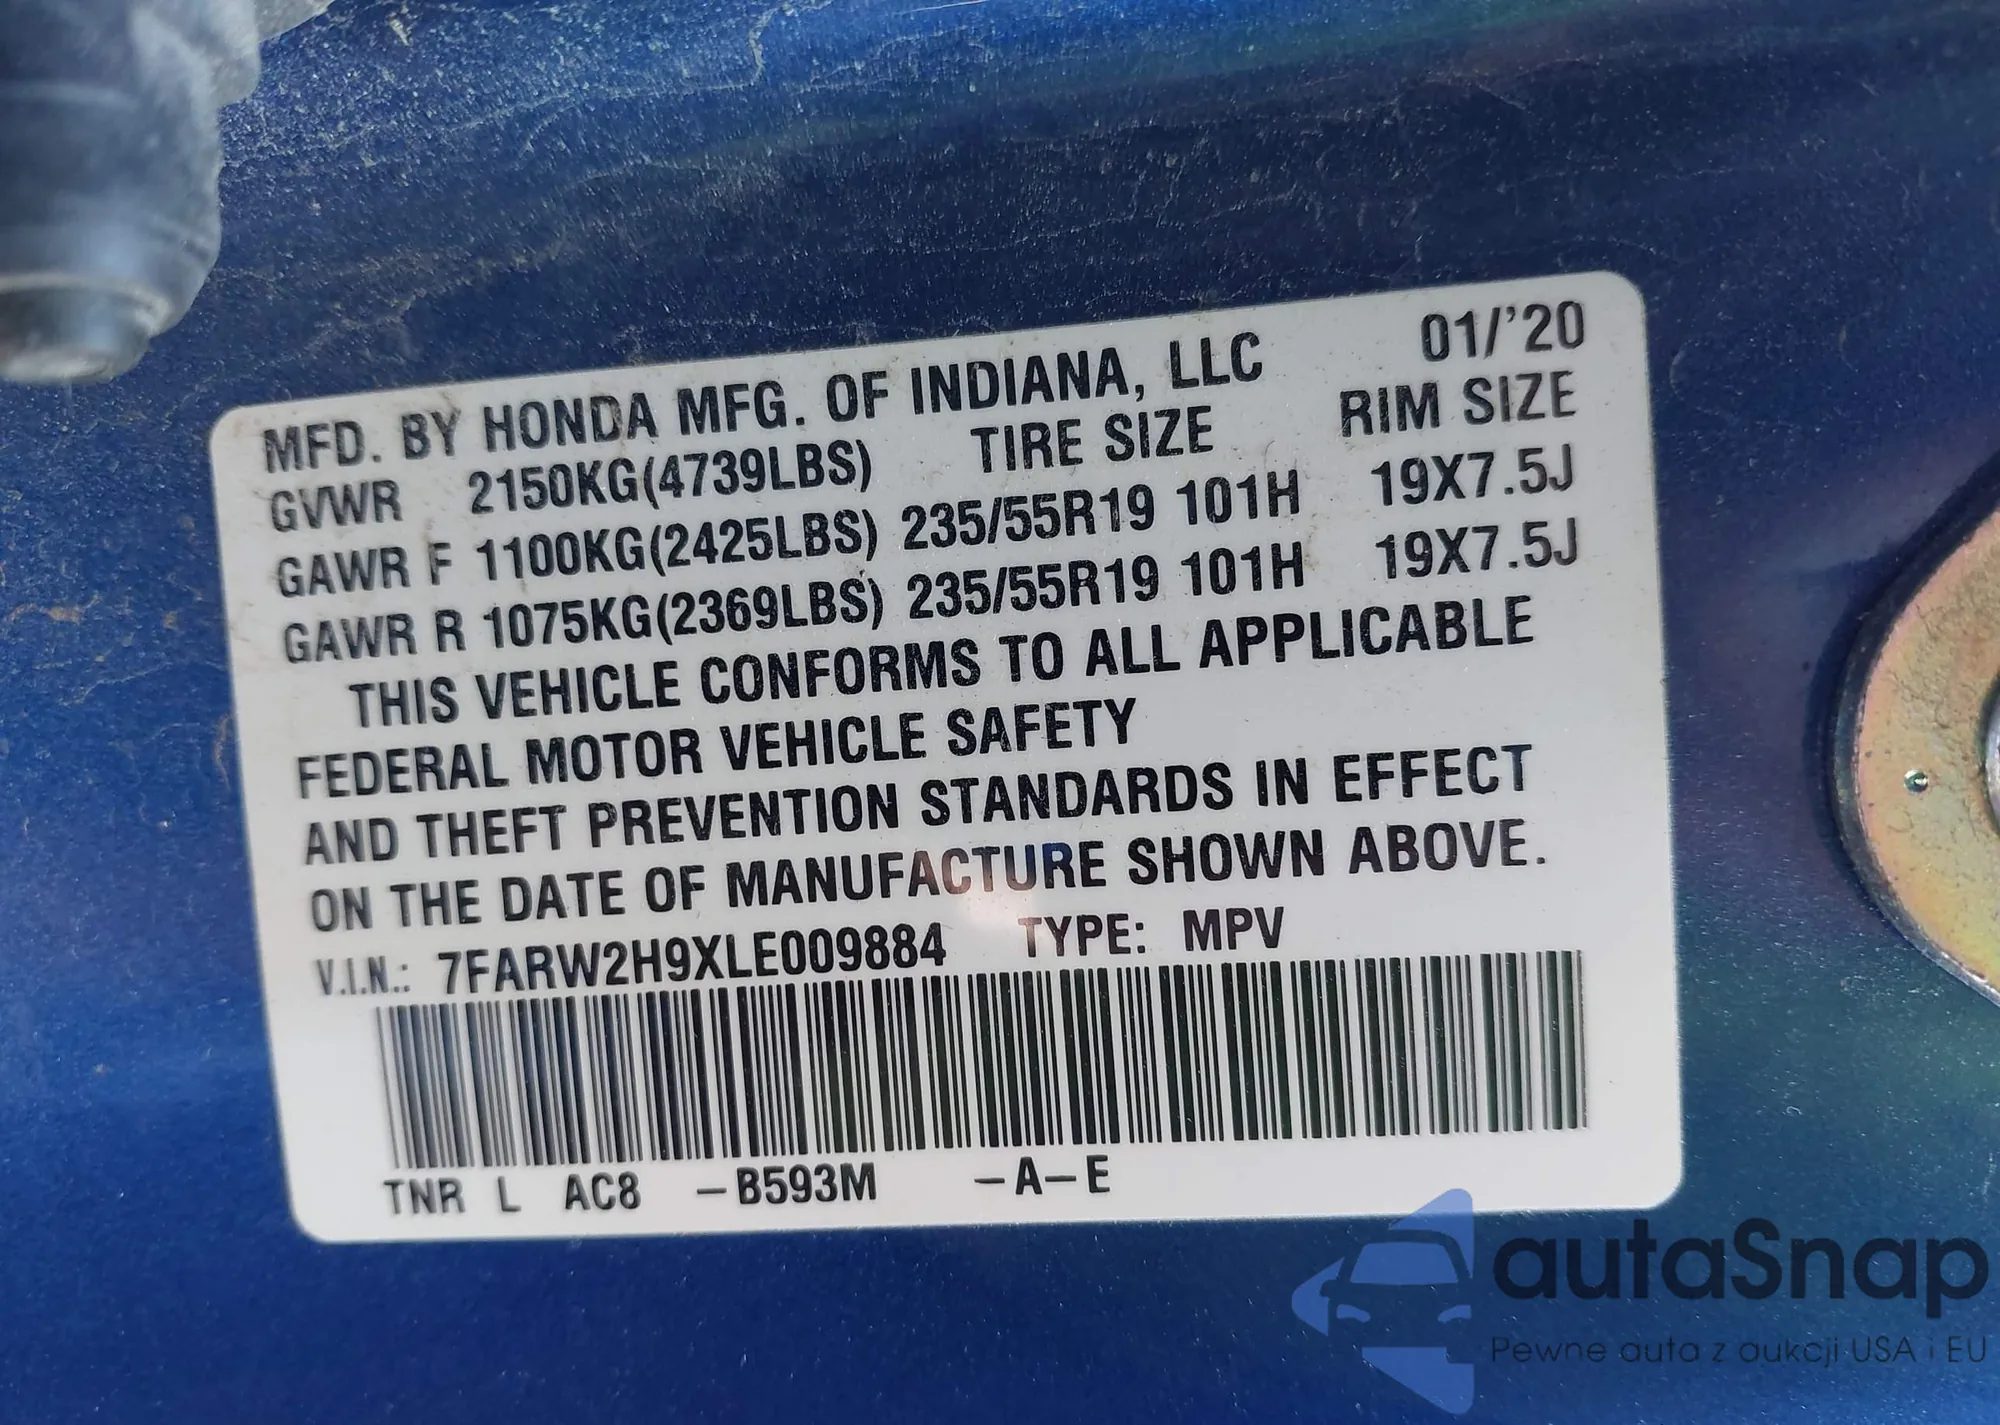 MFD. BY HONDA MFG. OF INDIANA, LLC 01/'20
GVWR 2150KG(4739LBS) TIRE SIZE RIM SIZE
GAWR F 1100KG(2425LBS) 235/55R19 101H 19X7.5J
GAWR R 1075KG(2369LBS) 235/55R19 101H 19X7.5J
THIS VEHICLE CONFORMS TO ALL APPLICABLE
FEDERAL MOTOR VEHICLE SAFETY
AND THEFT PREVENTION STANDARDS IN EFFECT
ON THE DATE OF MANUFACTURE SHOWN ABOVE.
V.I.N.: 7FARW2H9XLE009884 TYPE: MPV
TNR L AC8 -B593M -A-E
autaSnap
Pewne auta z aukcji USA i EU